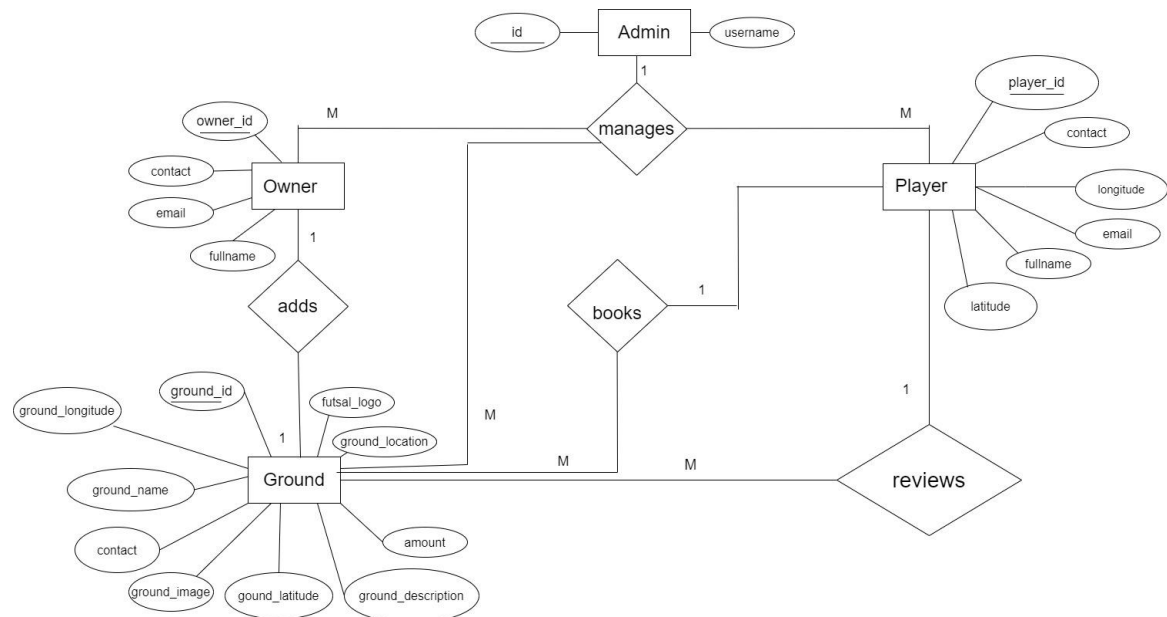 id
Admin
username
1
player_id
M
M
owner_id
manages
contact
contact
Owner
Player
longitude
email
email
fullname
fullname
1
adds
books
1
latitude
ground_id
futsal_logo
ground_longitude
1
M
1
ground_location
M
M
Ground
reviews
ground_name
amount
contact
ground_image
gound_latitude
ground_description